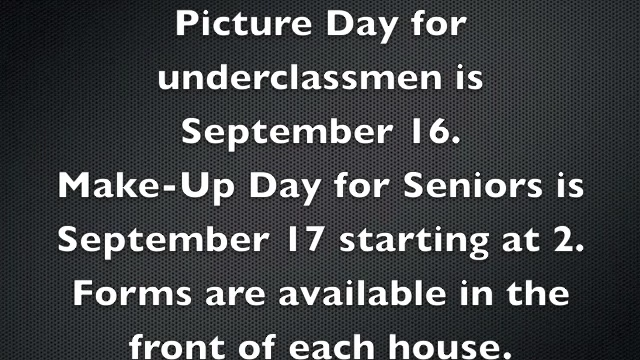 Picture Day for
underclassmen is
September 16.
Make-Up Day for Seniors is
September 17 starting at 2.
Forms are available in the
front of each house.